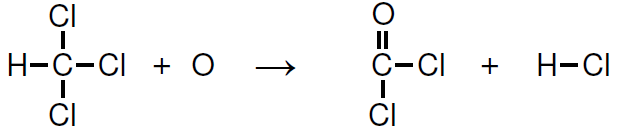 Cl O
H–C–Cl + O ⟶ C–Cl + H–Cl
Cl Cl